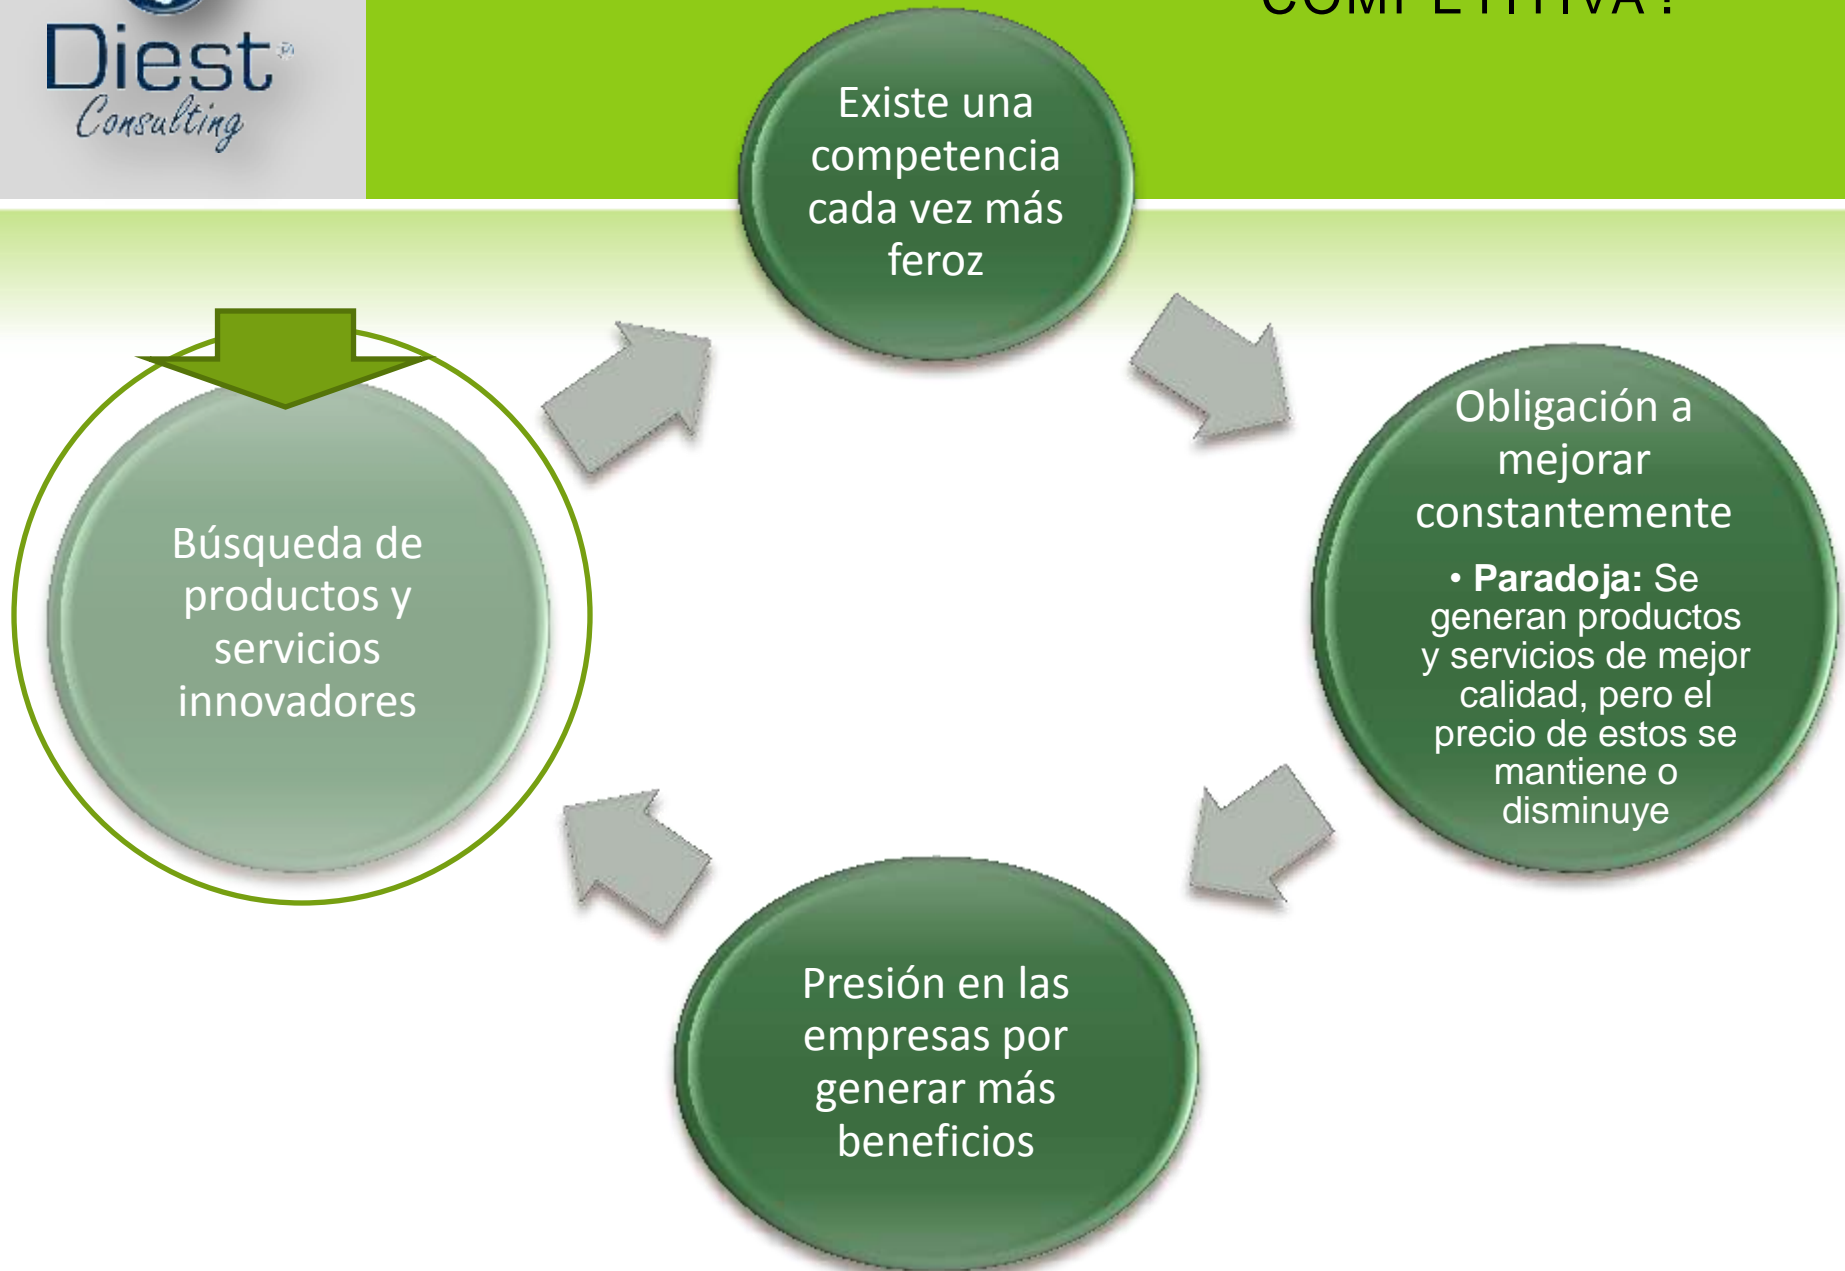 COMPETITIVA?
Diest
Consulting
Existe una
competencia
cada vez más
feroz
Obligación a
mejorar
constantemente
• Paradoja: Se
generan productos
y servicios de mejor
calidad, pero el
precio de estos se
mantiene o
disminuye
Presión en las
empresas por
generar más
beneficios
Búsqueda de
productos y
servicios
innovadores